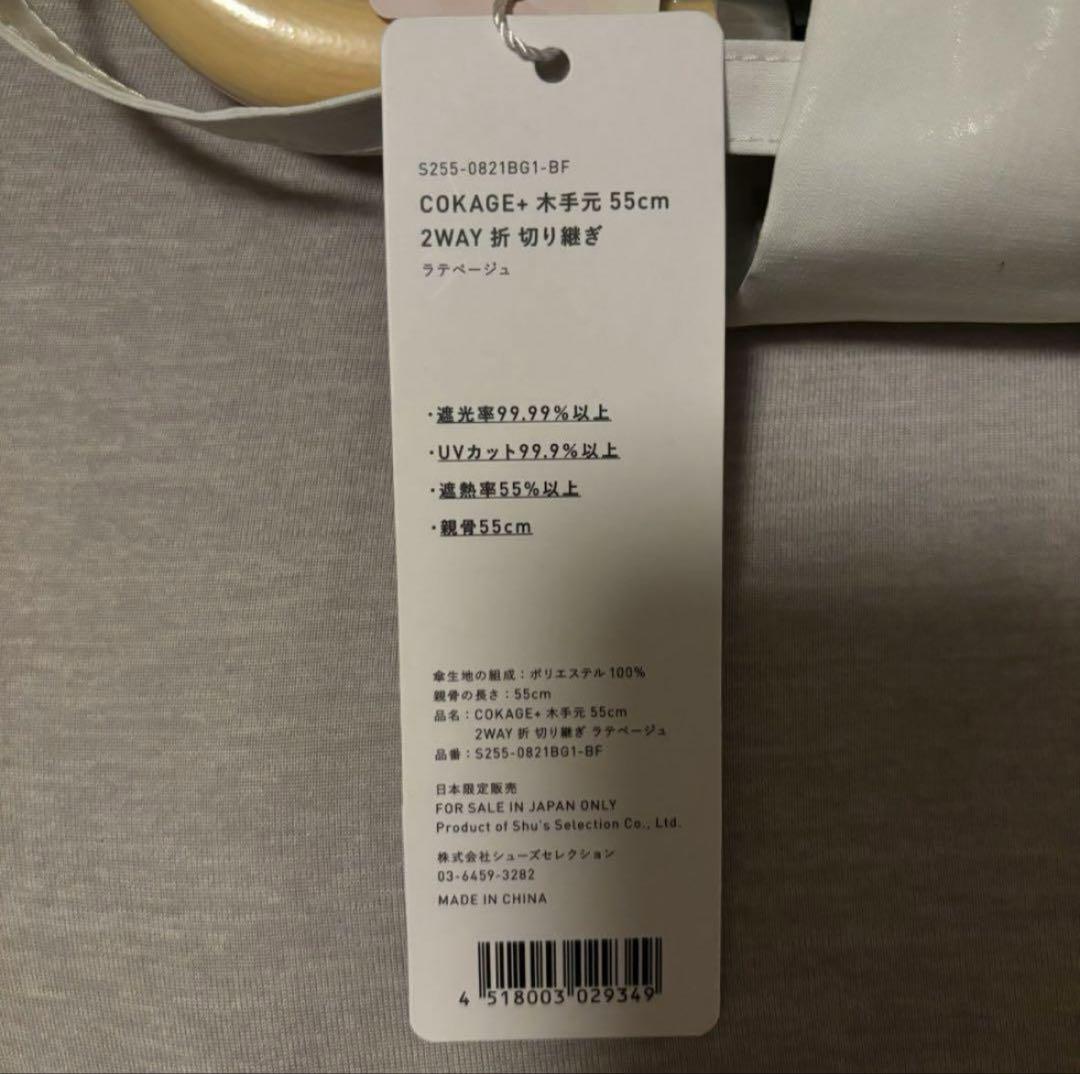 S255-0821BG1-BF
COKAGE+ 木手元 55cm
2WAY 折 切り継ぎ
ラテベージュ
・遮光率99.99%以上
・UVカット99.9%以上
・遮熱率55%以上
・親骨55cm
傘生地の組成：ポリエステル100%
親骨の長さ：55cm
品名：COKAGE+ 木手元 55cm
2WAY 折 切り継ぎ ラテベージュ
品番：S255-0821BG1-BF
日本限定販売
FOR SALE IN JAPAN ONLY
Product of Shu's Selection Co., Ltd.
株式会社シューズセレクション
03-6459-3282
MADE IN CHINA
4 518003 029349